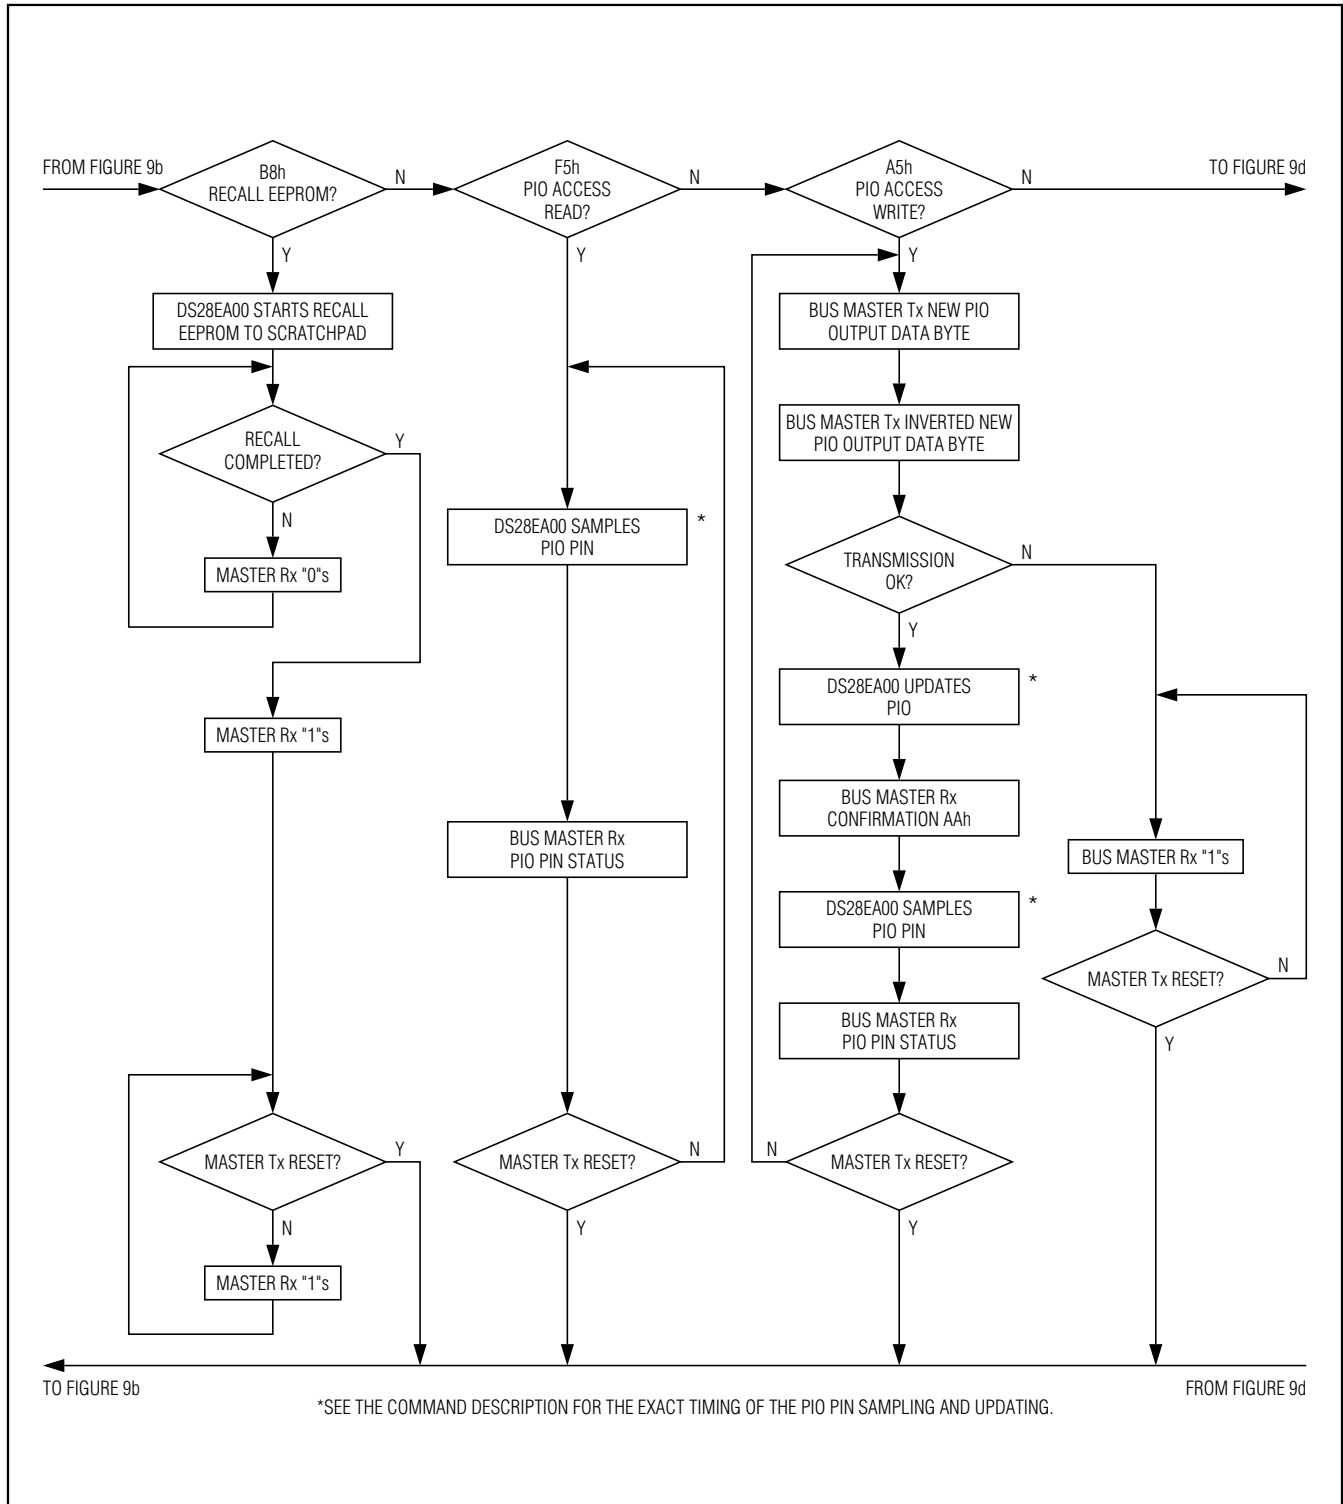 FROM FIGURE 9b
B8h
RECALL EEPROM?
N
Y
F5h
PIO ACCESS
READ?
N
Y
A5h
PIO ACCESS
WRITE?
N
Y
TO FIGURE 9d
DS28EA00 STARTS RECALL
EEPROM TO SCRATCHPAD
RECALL
COMPLETED?
Y
N
MASTER Rx "0"s
MASTER Rx "1"s
MASTER Tx RESET?
Y
N
MASTER Rx "1"s
DS28EA00 SAMPLES
PIO PIN
*
BUS MASTER Rx
PIO PIN STATUS
MASTER Tx RESET?
N
Y
BUS MASTER Tx NEW PIO
OUTPUT DATA BYTE
BUS MASTER Tx INVERTED NEW
PIO OUTPUT DATA BYTE
TRANSMISSION
OK?
N
Y
DS28EA00 UPDATES
PIO
*
BUS MASTER Rx
CONFIRMATION AAh
DS28EA00 SAMPLES
PIO PIN
*
BUS MASTER Rx
PIO PIN STATUS
MASTER Tx RESET?
N
Y
BUS MASTER Rx "1"s
MASTER Tx RESET?
N
Y
TO FIGURE 9b
FROM FIGURE 9d
*SEE THE COMMAND DESCRIPTION FOR THE EXACT TIMING OF THE PIO PIN SAMPLING AND UPDATING.